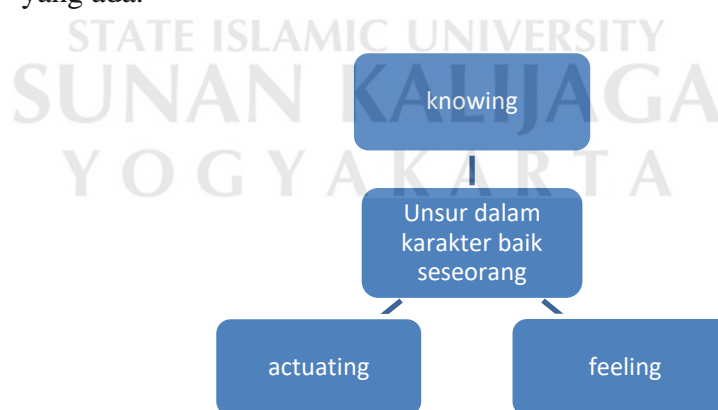 yang ada.
STATE ISLAMIC UNIVERSITY
SUNAN KALIJAGA
YOGYAKARTA
knowing
Unsur dalam
karakter baik
seseorang
actuating
feeling